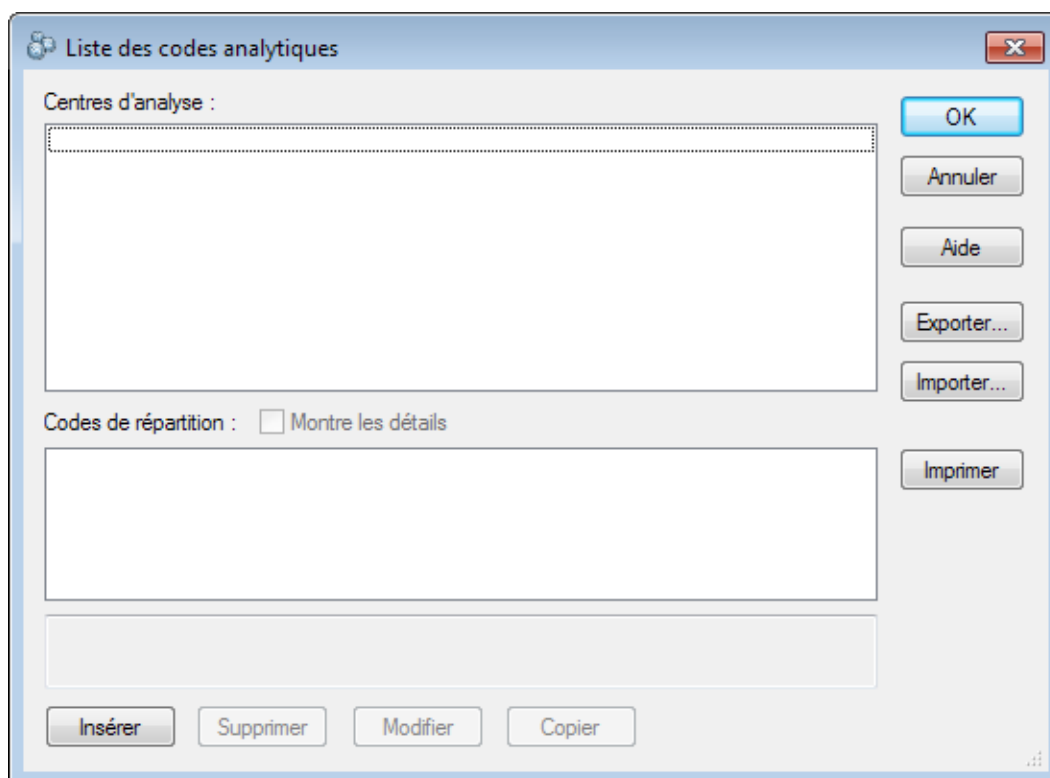 Liste des codes analytiques
Centres d'analyse :
OK
Annuler
Aide
Exporter...
Importer...
Codes de répartition :
Montre les détails
Imprimer
Insérer
Supprimer
Modifier
Copier